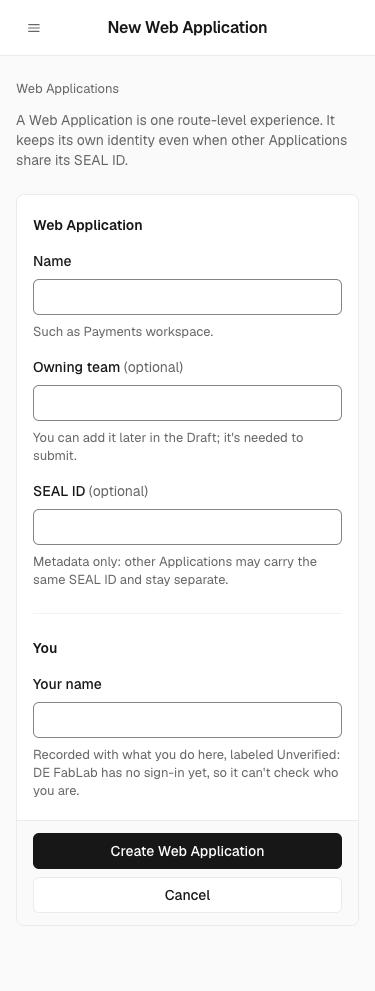 New Web Application
Web Applications
A Web Application is one route-level experience. It
keeps its own identity even when other Applications
share its SEAL ID.
Web Application
Name
Such as Payments workspace.
Owning team (optional)
You can add it later in the Draft; it's needed to
submit.
SEAL ID (optional)
Metadata only: other Applications may carry the
same SEAL ID and stay separate.
You
Your name
Recorded with what you do here, labeled Unverified:
DE FabLab has no sign-in yet, so it can't check who
you are.
Create Web Application
Cancel